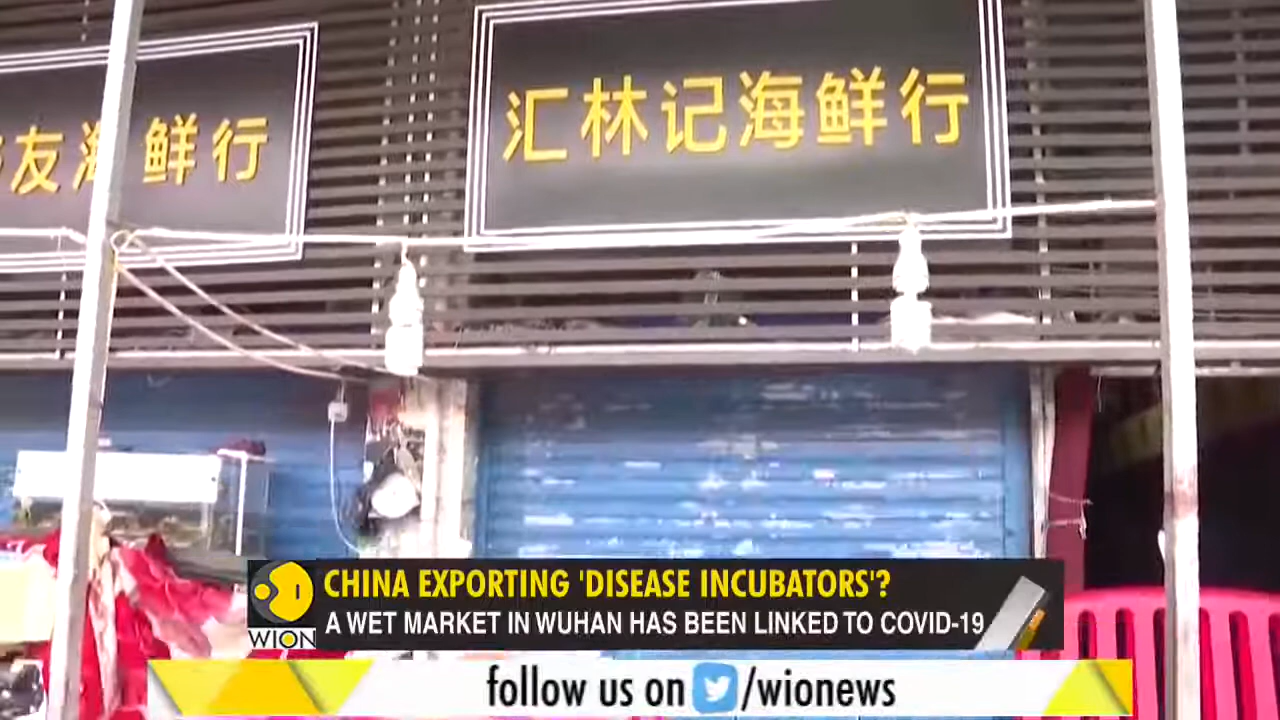 友海鲜行
汇林记海鲜行
CHINA EXPORTING 'DISEASE INCUBATORS'?
A WET MARKET IN WUHAN HAS BEEN LINKED TO COVID-19
WION
follow us on /wionews